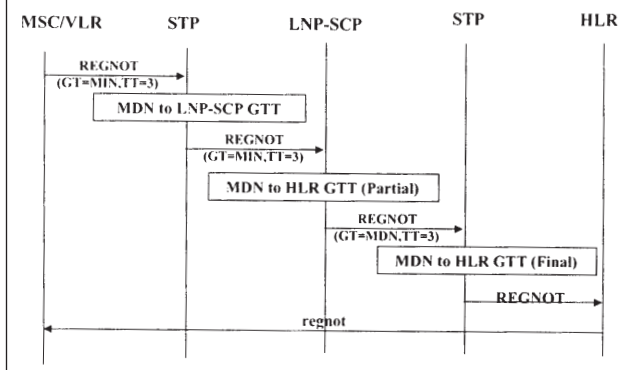 MSC/VLR STP LNP-SCP STP HLR
REGNOT
(GT=MIN,TT=3)
MDN to LNP-SCP GTT
REGNOT
(GT=MIN,TT=3)
MDN to HLR GTT (Partial)
REGNOT
(GT=MDN,TT=3)
MDN to HLR GTT (Final)
REGNOT
regnot